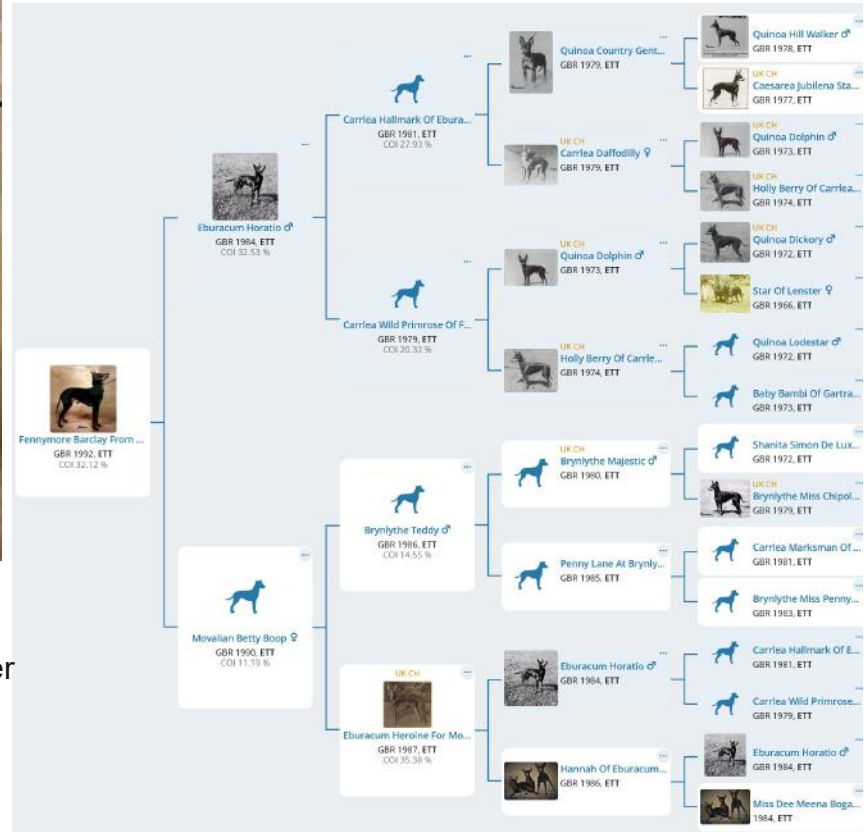 er
Fennymore Barclay From ...
GBR 1992, ETT
COI 32.12 %
Eburacum Horatio ♂
GBR 1984, ETT
COI 32.53 %
Movalian Betty Boop ♀
GBR 1990, ETT
COI 11.19 %
Carrlea Hallmark Of Ebura...
GBR 1981, ETT
COI 27.93 %
Carrlea Wild Primrose Of F...
GBR 1979, ETT
COI 20.32 %
Brynlythe Teddy ♂
GBR 1986, ETT
COI 14.55 %
UK CH
Eburacum Heroine For Mo...
GBR 1987, ETT
COI 35.38 %
Quinoa Country Gent...
GBR 1979, ETT
UK CH
Carrlea Daffodilly ♀
GBR 1979, ETT
UK CH
Quinoa Dolphin ♂
GBR 1973, ETT
UK CH
Holly Berry Of Carrle...
GBR 1974, ETT
UK CH
Brynlythe Majestic ♂
GBR 1980, ETT
Penny Lane At Brynly...
GBR 1985, ETT
Eburacum Horatio ♂
GBR 1984, ETT
Hannah Of Eburacum...
GBR 1986, ETT
Quinoa Hill Walker ♂
GBR 1978, ETT
UK CH
Caesarea Jubilena Sta...
GBR 1977, ETT
UK CH
Quinoa Dolphin ♂
GBR 1973, ETT
UK CH
Holly Berry Of Carrlea...
GBR 1974, ETT
UK CH
Quinoa Dickory ♂
GBR 1972, ETT
Star Of Lenster ♀
GBR 1966, ETT
Quinoa Lodestar ♂
GBR 1972, ETT
Baby Bambi Of Gartra...
GBR 1973, ETT
Shanita Simon De Lux...
GBR 1972, ETT
UK CH
Brynlythe Miss Chipol...
GBR 1979, ETT
Carrlea Marksman Of ...
GBR 1981, ETT
Brynlythe Miss Penny...
GBR 1983, ETT
Carrlea Hallmark Of E...
GBR 1981, ETT
Carrlea Wild Primrose...
GBR 1979, ETT
Eburacum Horatio ♂
GBR 1984, ETT
Miss Dee Meena Boga...
1984, ETT